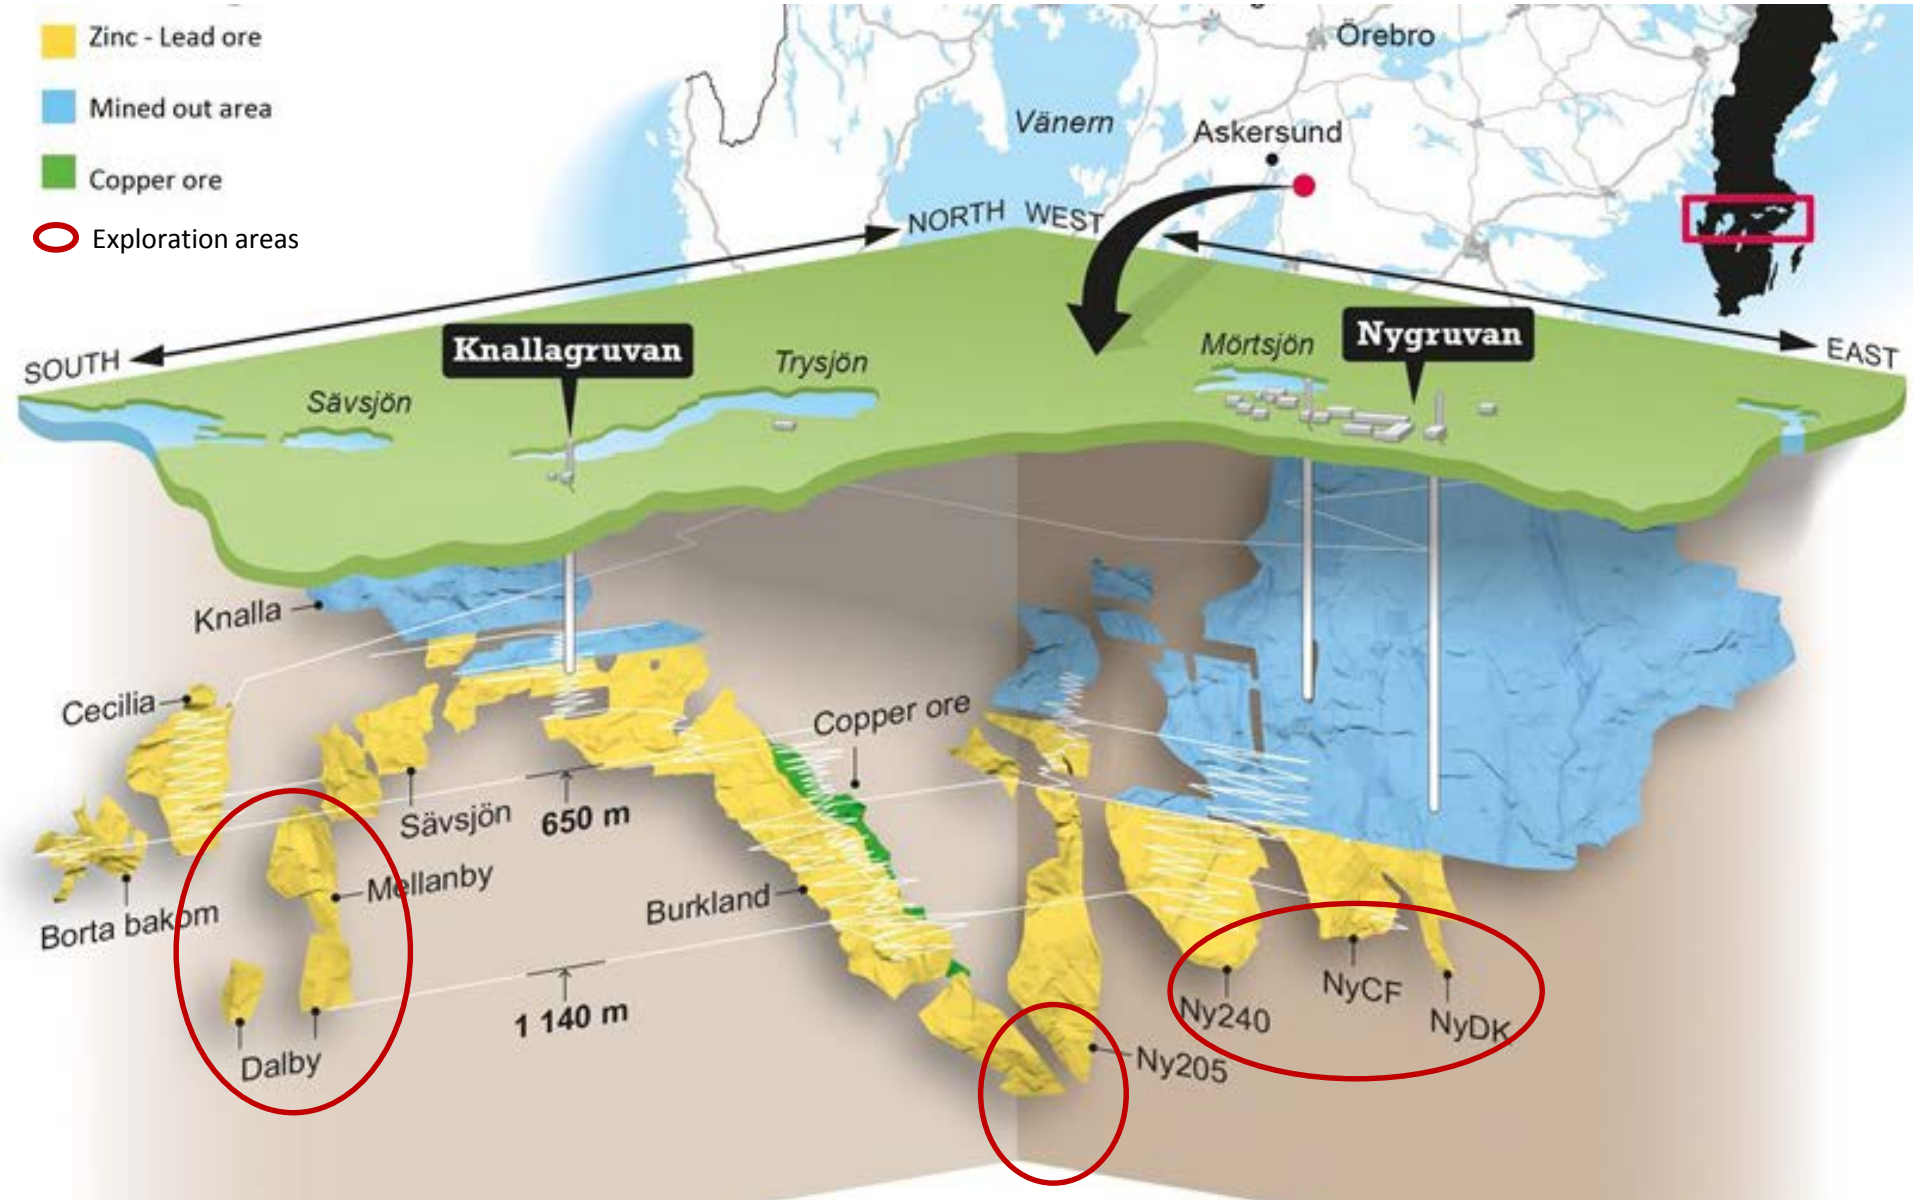 Zinc - Lead ore
Mined out area
Copper ore
Exploration areas
Örebro
Vänern
Askersund
NORTH
WEST
SOUTH
EAST
Knallagruvan
Nygruvan
Sävsjön
Trysjön
Mörtsjön
Knalla
Cecilia
Copper ore
Sävsjön
650 m
Mellanby
Borta bakom
Burkland
1 140 m
Dalby
Ny240
NyCF
NyDK
Ny205